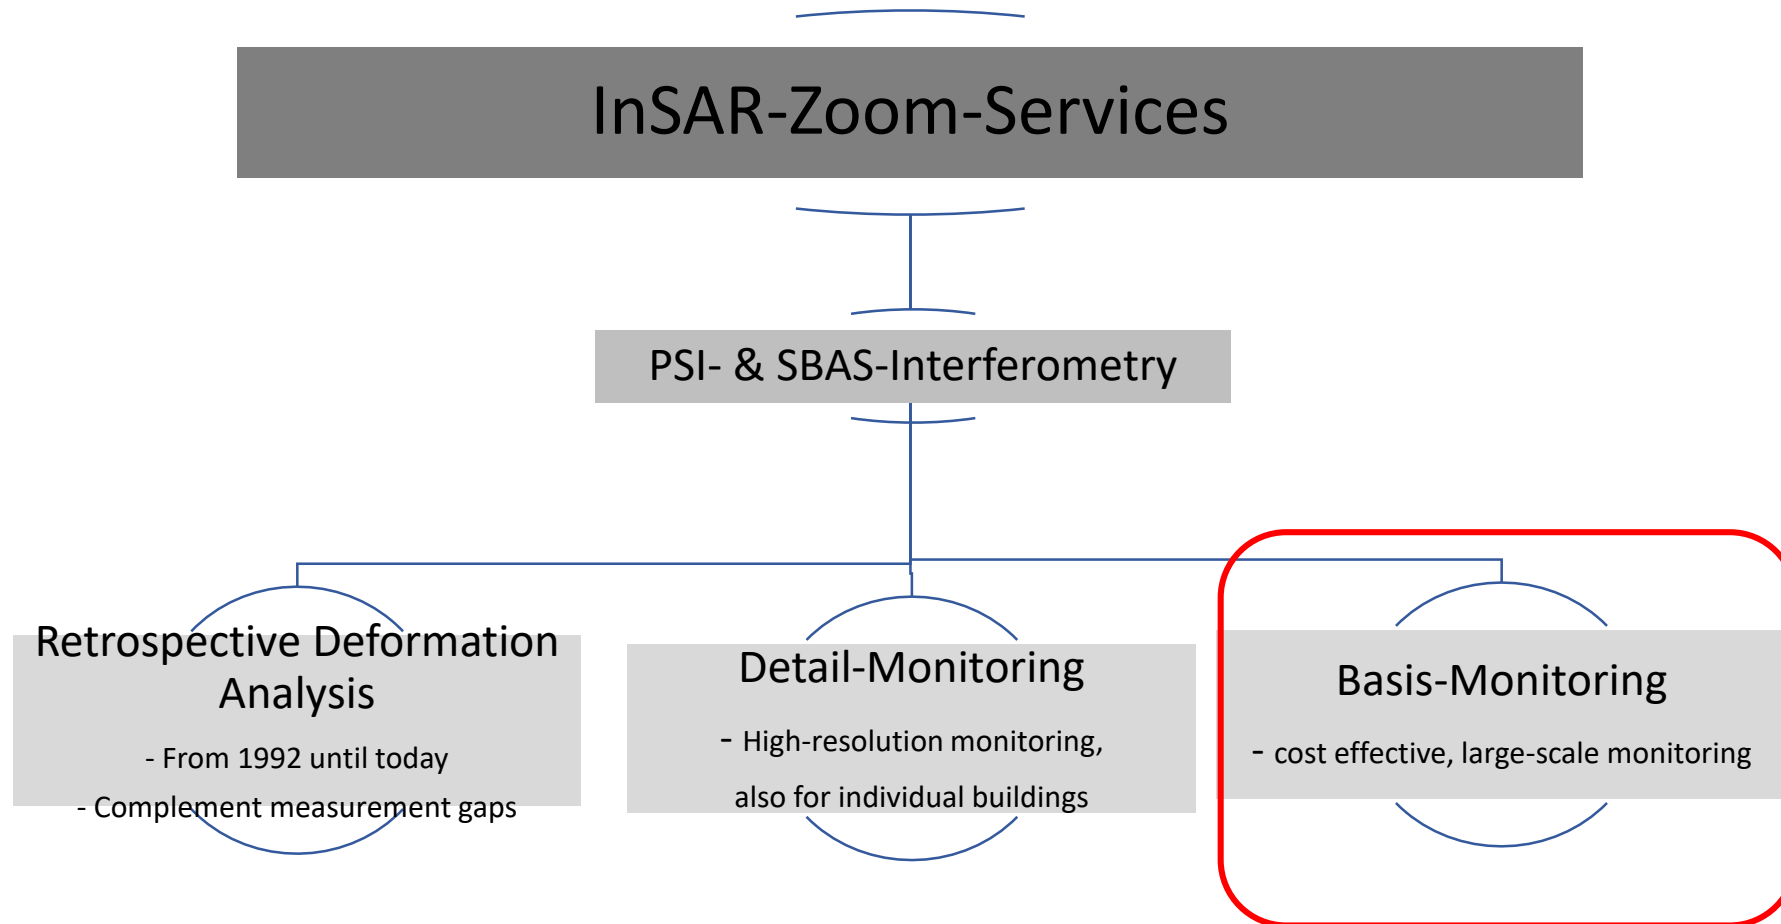 InSAR-Zoom-Services
PSI- & SBAS-Interferometry
Retrospective Deformation
Analysis
- From 1992 until today
- Complement measurement gaps
Detail-Monitoring
- High-resolution monitoring,
also for individual buildings
Basis-Monitoring
- cost effective, large-scale monitoring